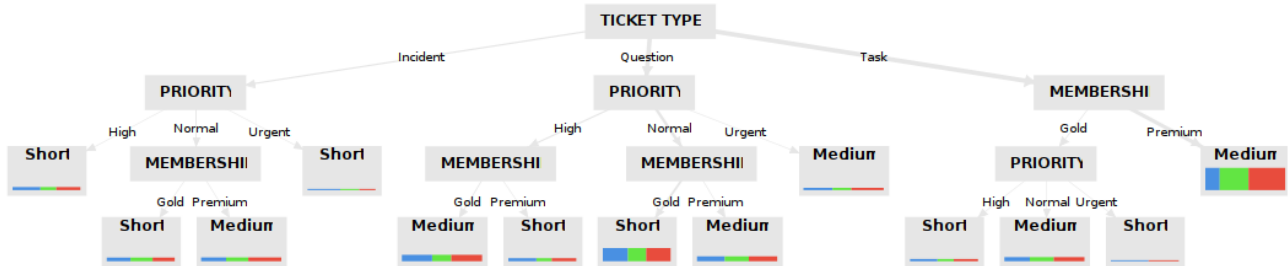 TICKET TYPE
Incident Question Task
PRIORITY PRIORITY MEMBERSHI
High Normal Urgent High Normal Urgent Gold Premium
Short MEMBERSHII Short MEMBERSHI MEMBERSHII Medium PRIORITY Medium
Gold Premium Gold Premium Gold Premium High Normal Urgent
Short Medium Medium Short Short Medium Short Medium Short